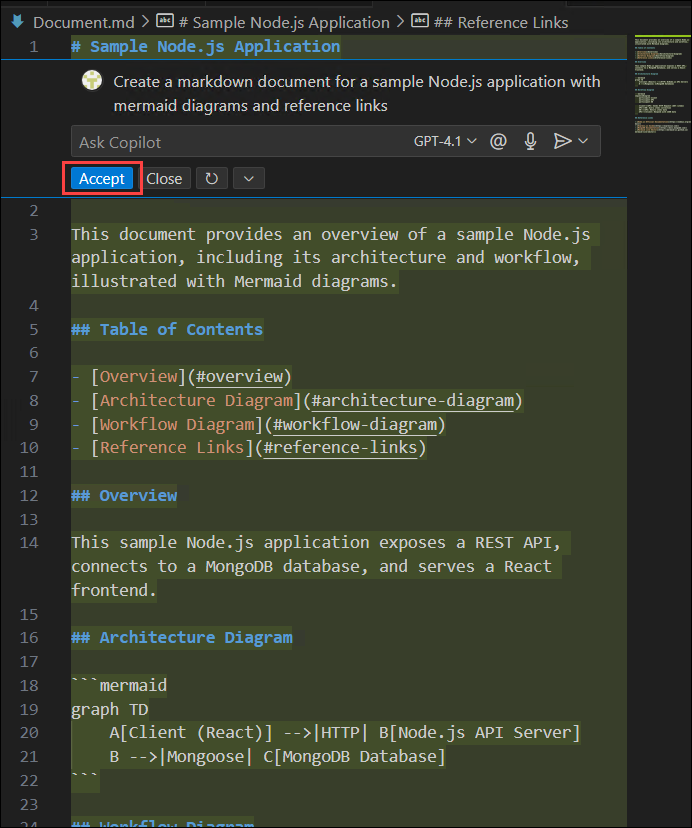 Document.md > # Sample Node.js Application > ## Reference Links
1 # Sample Node.js Application
Create a markdown document for a sample Node.js application with
mermaid diagrams and reference links
Ask Copilot GPT-4.1 @
Accept Close
2
3 This document provides an overview of a sample Node.js
application, including its architecture and workflow,
illustrated with Mermaid diagrams.
4
5 ## Table of Contents
6
7 - [Overview](#overview)
8 - [Architecture Diagram](#architecture-diagram)
9 - [Workflow Diagram](#workflow-diagram)
10 - [Reference Links](#reference-links)
11
12 ## Overview
13
14 This sample Node.js application exposes a REST API,
connects to a MongoDB database, and serves a React
frontend.
15
16 ## Architecture Diagram
17
18 ```mermaid
19 graph TD
20 A[Client (React)] -->|HTTP| B[Node.js API Server]
21 B -->|Mongoose| C[MongoDB Database]
22 ```
23
24 ## Workflow Diagram